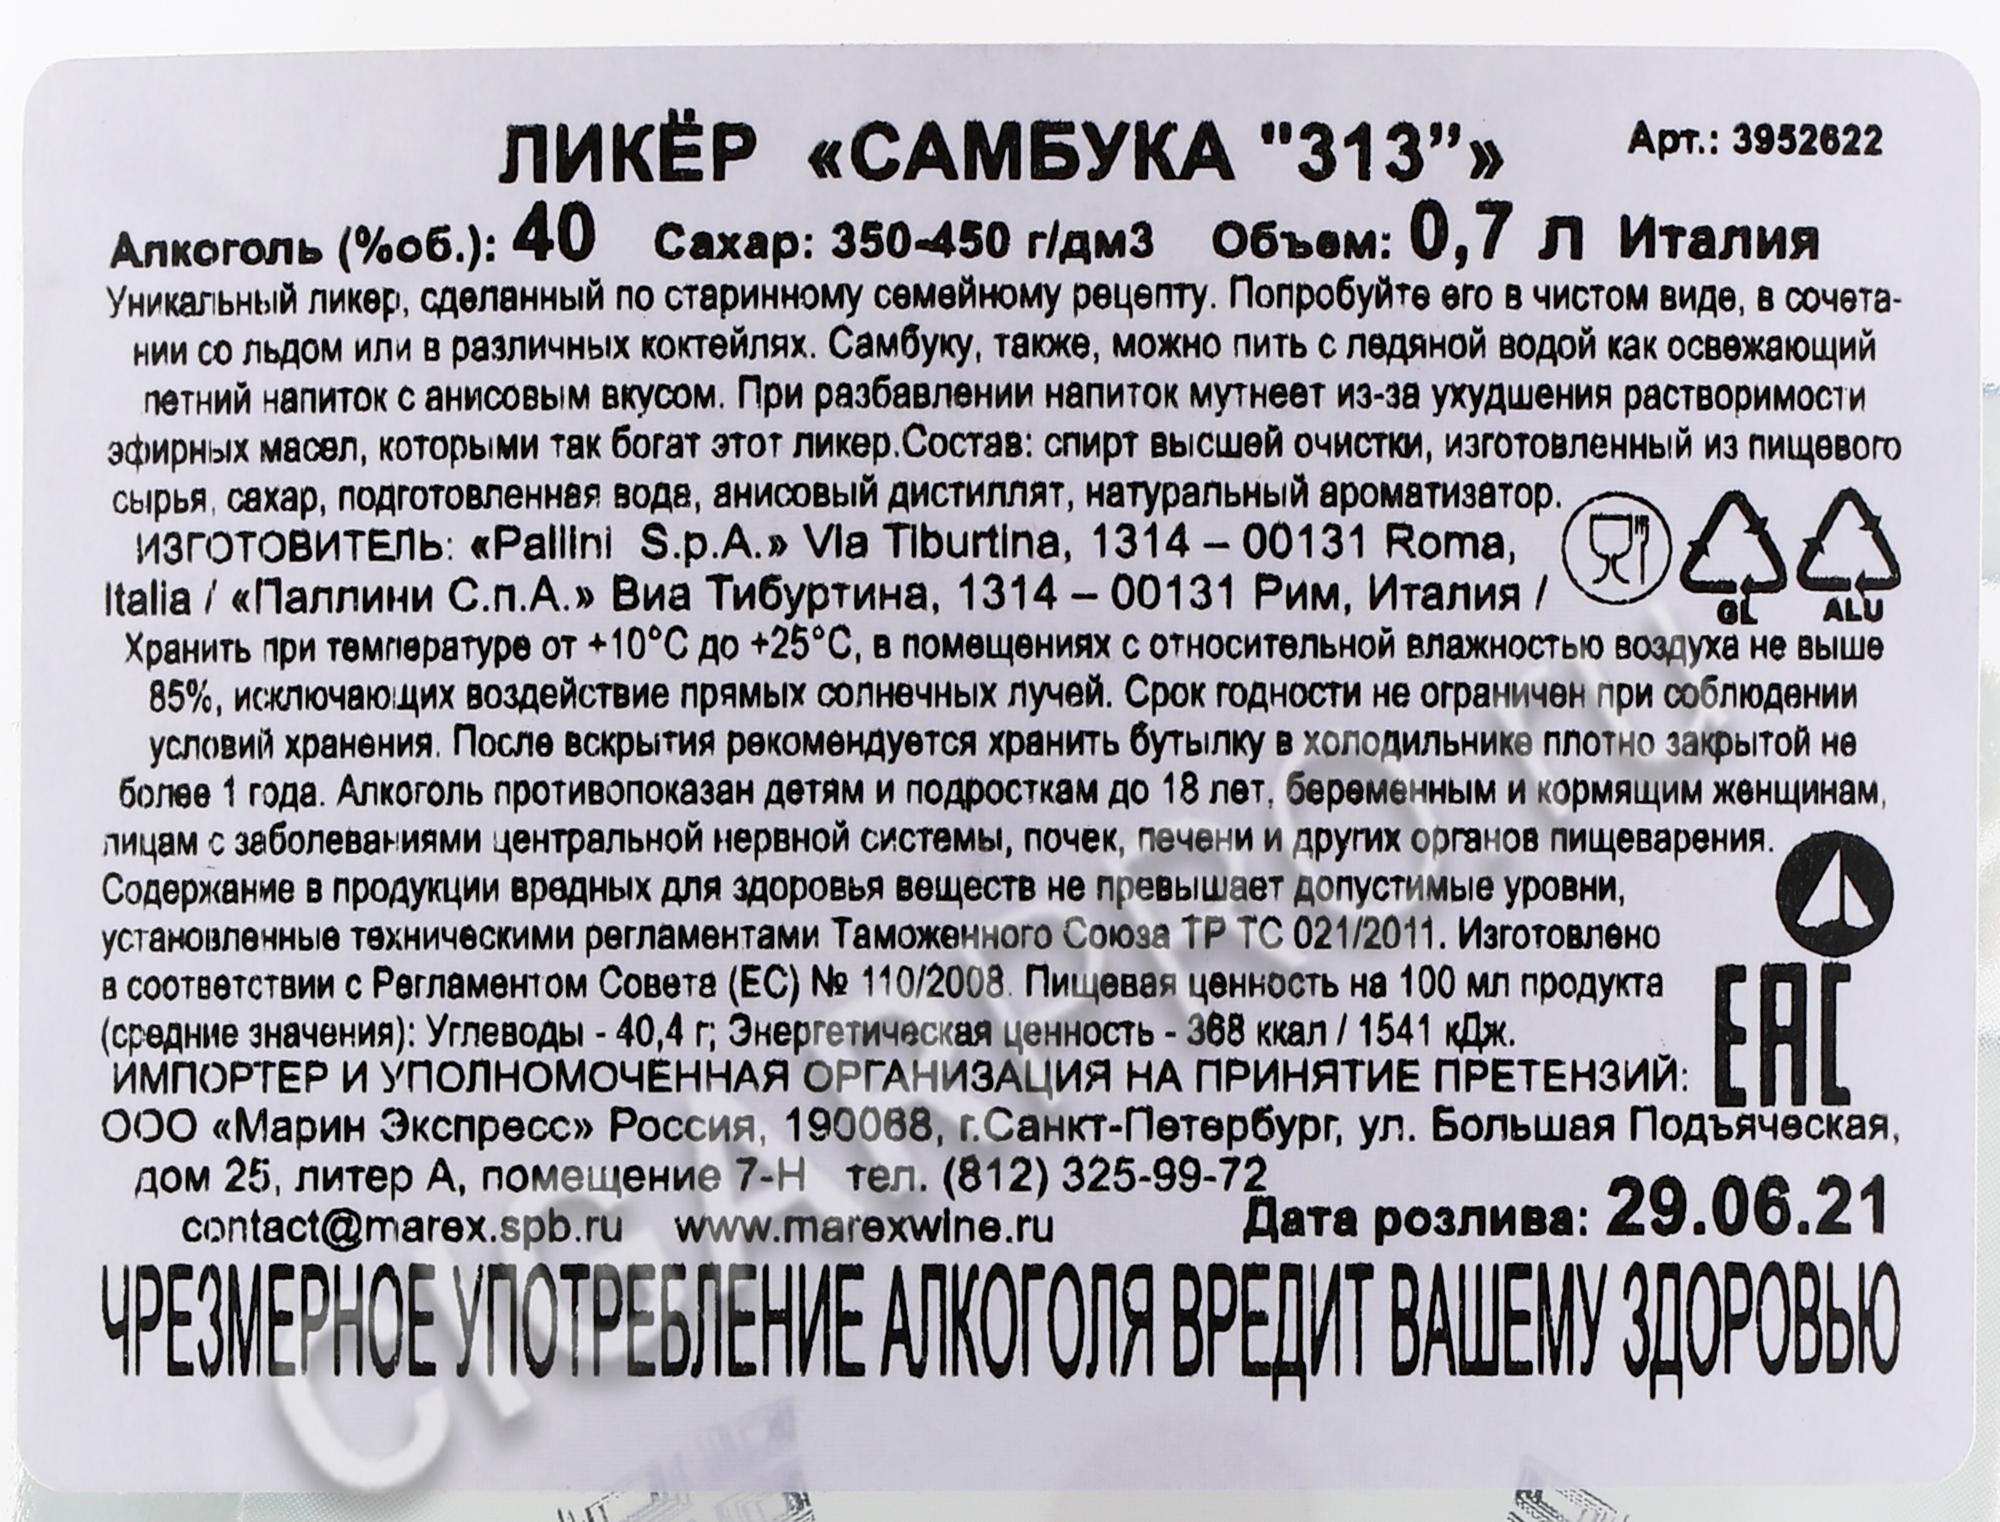 ЛИКЁР «САМБУКА "313”» Арт.: 3952622
Алкоголь (%об.): 40 Сахар: 350-450 г/дм3 Объем: 0,7 л Италия
Уникальный ликер, сделанный по старинному семейному рецепту. Попробуйте его в чистом виде, в сочета-
нии со льдом или в различных коктейлях. Самбуку, также, можно пить с ледяной водой как освежающий
летний напиток с анисовым вкусом. При разбавлении напиток мутнеет из-за ухудшения растворимости
эфирных масел, которыми так богат этот ликер.Состав: спирт высшей очистки, изготовленный из пищевого
сырья, сахар, подготовленная вода, анисовый дистиллят, натуральный ароматизатор.
ИЗГОТОВИТЕЛЬ: «Pallini S.p.A.» Via Tiburtina, 1314 – 00131 Roma,
Italia / «Паллини С.п.А.» Виа Тибуртина, 1314 – 00131 Рим, Италия /
GL ALU
Хранить при температуре от +10°С до +25°С, в помещениях с относительной влажностью воздуха не выше
85%, исключающих воздействие прямых солнечных лучей. Срок годности не ограничен при соблюдении
условий хранения. После вскрытия рекомендуется хранить бутылку в холодильнике плотно закрытой не
более 1 года. Алкоголь противопоказан детям и подросткам до 18 лет, беременным и кормящим женщинам,
лицам с заболеваниями центральной нервной системы, почек, печени и других органов пищеварения.
Содержание в продукции вредных для здоровья веществ не превышает допустимые уровни,
установленные техническими регламентами Таможенного Союза ТР ТС 021/2011. Изготовлено
в соответствии с Регламентом Совета (ЕС) № 110/2008. Пищевая ценность на 100 мл продукта
(средние значения): Углеводы - 40,4 г; Энергетическая ценность - 368 ккал / 1541 кДж.
EAC
ИМПОРТЕР И УПОЛНОМОЧЕННАЯ ОРГАНИЗАЦИЯ НА ПРИНЯТИЕ ПРЕТЕНЗИЙ:
ООО «Марин Экспресс» Россия, 190068, г.Санкт-Петербург, ул. Большая Подъяческая,
дом 25, литер А, помещение 7-Н тел. (812) 325-99-72
contact@marex.spb.ru www.marexwine.ru Дата розлива: 29.06.21
ЧРЕЗМЕРНОЕ УПОТРЕБЛЕНИЕ АЛКОГОЛЯ ВРЕДИТ ВАШЕМУ ЗДОРОВЬЮ
CIGARPRO.ru